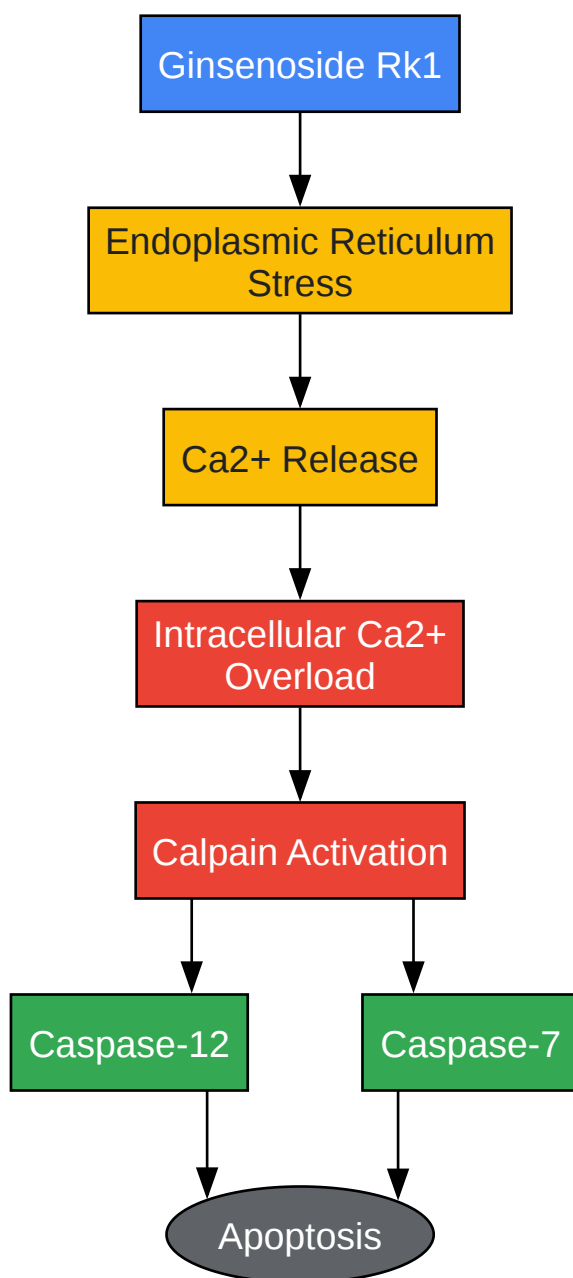 Ginsenoside Rk1
Endoplasmic Reticulum
Stress
Ca2+ Release
Intracellular Ca2+
Overload
Calpain Activation
Caspase-12
Caspase-7
Apoptosis